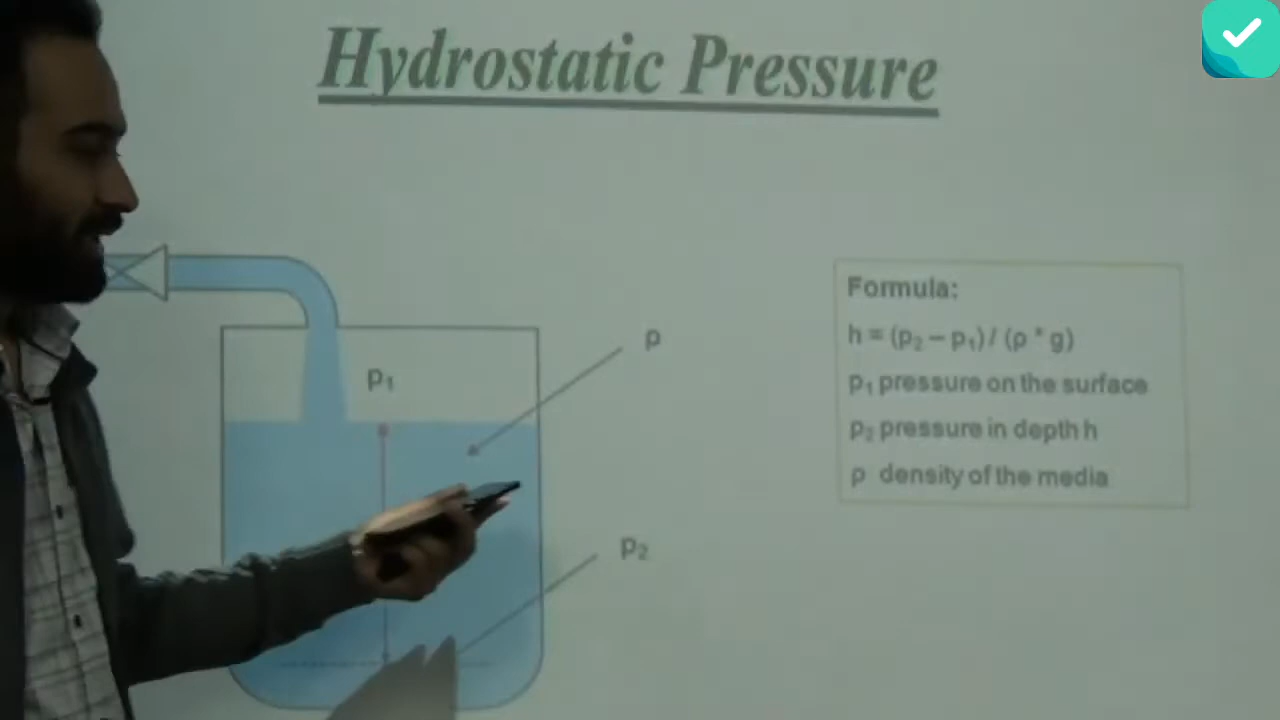 Hydrostatic Pressure
p₁
ρ
p₂
Formula:
h = (p₂ – p₁) / (ρ * g)
p₁ pressure on the surface
p₂ pressure in depth h
ρ density of the media